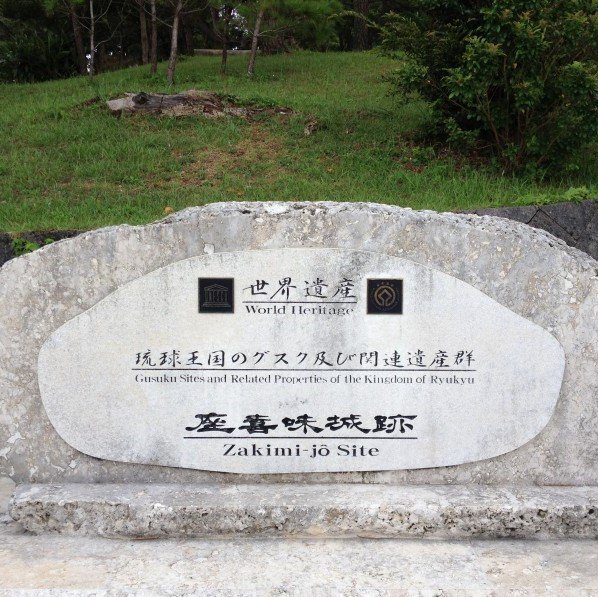 世界遺産
World Heritage
琉球王国のグスク及び関連遺産群
Gusuku Sites and Related Properties of the Kingdom of Ryukyu
座喜味城跡
Zakimi-jô Site